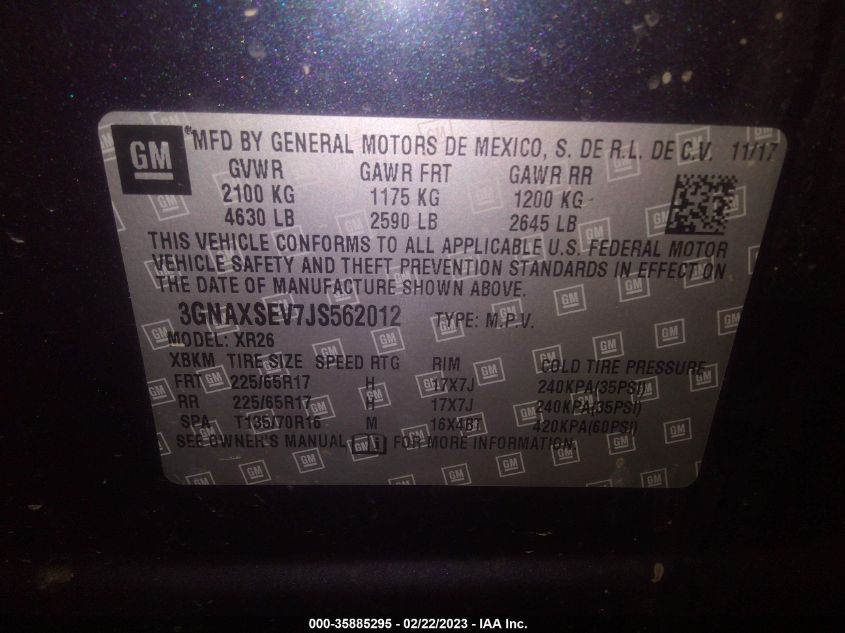 GM ® MFD BY GENERAL MOTORS DE MEXICO, S. DE R.L. DE C.V. 11/17
GVWR GAWR FRT GAWR RR
2100 KG 1175 KG 1200 KG
4630 LB 2590 LB 2645 LB
THIS VEHICLE CONFORMS TO ALL APPLICABLE U.S. FEDERAL MOTOR
VEHICLE SAFETY AND THEFT PREVENTION STANDARDS IN EFFECT ON
THE DATE OF MANUFACTURE SHOWN ABOVE.
3GNAXSEV7JS562012 TYPE: M.P.V.
MODEL: XR26
XBKM TIRE SIZE SPEED RTG RIM COLD TIRE PRESSURE
FRT 225/65R17 H 17X7J 240KPA(35PSI)
RR 225/65R17 H 17X7J 240KPA(35PSI)
SPA T135/70R16 M 16X4BT 420KPA(60PSI)
SEE OWNER'S MANUAL FOR MORE INFORMATION.
000-35885295 - 02/22/2023 - IAA Inc.